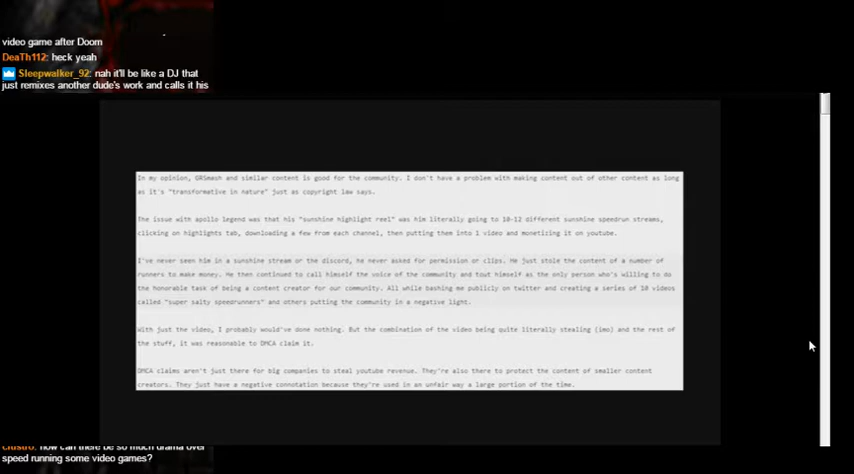 video game after Doom
DeaTh112: heck yeah
Sleepwalker_92: nah it'll be like a DJ that
just remixes another dude's work and calls it his
In my opinion, GRSmash and similar content is good for the community. I don't have a problem with making content out of other content as long
as it's "transformative in nature" just as copyright law says.
The issue with apollo legend was that his "sunshine highlight reel" was him literally going to 10-12 different sunshine speedrun streams,
clicking on highlights tab, downloading a few from each channel, then putting them into 1 video and monetizing it on youtube.
I've never seen him in a sunshine stream or the discord, he never asked for permission or clips. He just stole the content of a number of
runners to make money. He then continued to call himself the voice of the community and tout himself as the only person who's willing to do
the honorable task of being a content creator for our community. All while bashing me publicly on twitter and creating a series of 10 videos
called "super salty speedrunners" and others putting the community in a negative light.
With just the video, I probably would've done nothing. But the combination of the video being quite literally stealing (imo) and the rest of
the stuff, it was reasonable to DMCA claim it.
DMCA claims aren't just there for big companies to steal youtube revenue. They're also there to protect the content of smaller content
creators. They just have a negative connotation because they're used in an unfair way a large portion of the time.
how can there be so much drama over
speed running some video games?